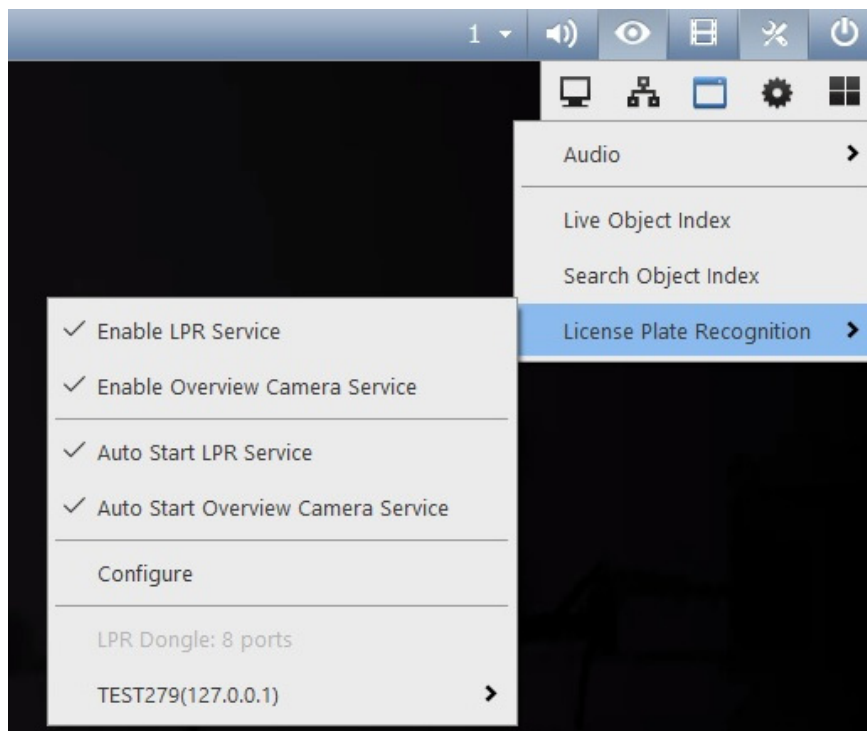 1
Audio
Live Object Index
Search Object Index
License Plate Recognition
Enable LPR Service
Enable Overview Camera Service
Auto Start LPR Service
Auto Start Overview Camera Service
Configure
LPR Dongle: 8 ports
TEST279(127.0.0.1)